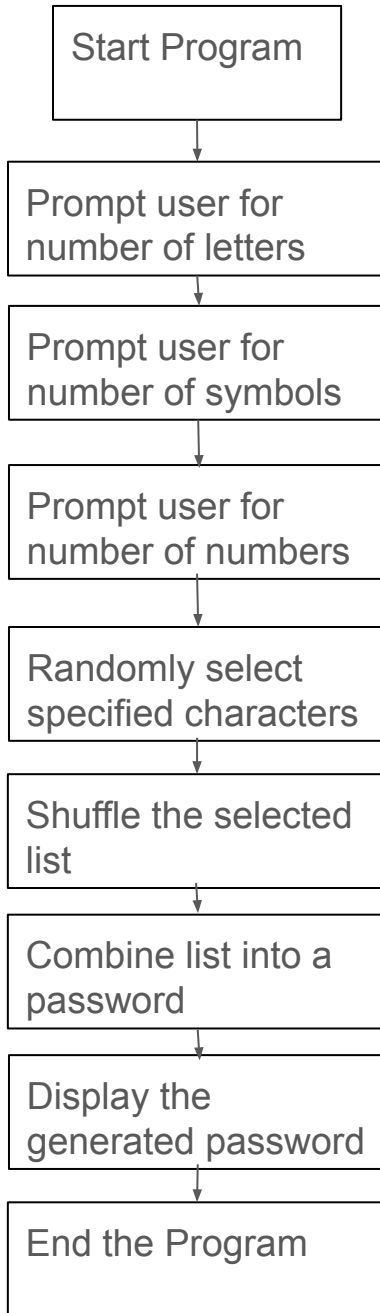 Start Program
Prompt user for
number of letters
Prompt user for
number of symbols
Prompt user for
number of numbers
Randomly select
specified characters
Shuffle the selected
list
Combine list into a
password
Display the
generated password
End the Program